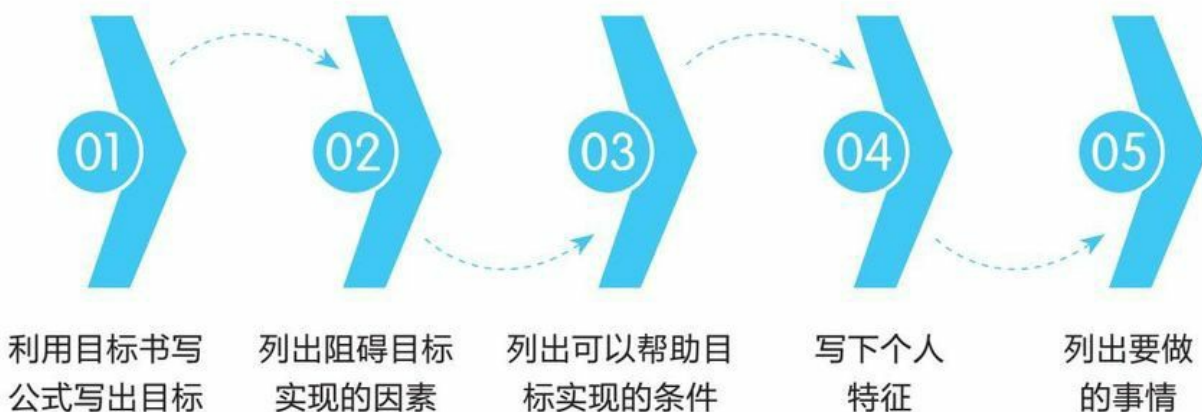 01
02
03
04
05
利用目标书写
公式写出目标
列出阻碍目标
实现的因素
列出可以帮助目
标实现的条件
写下个人
特征
列出要做
的事情